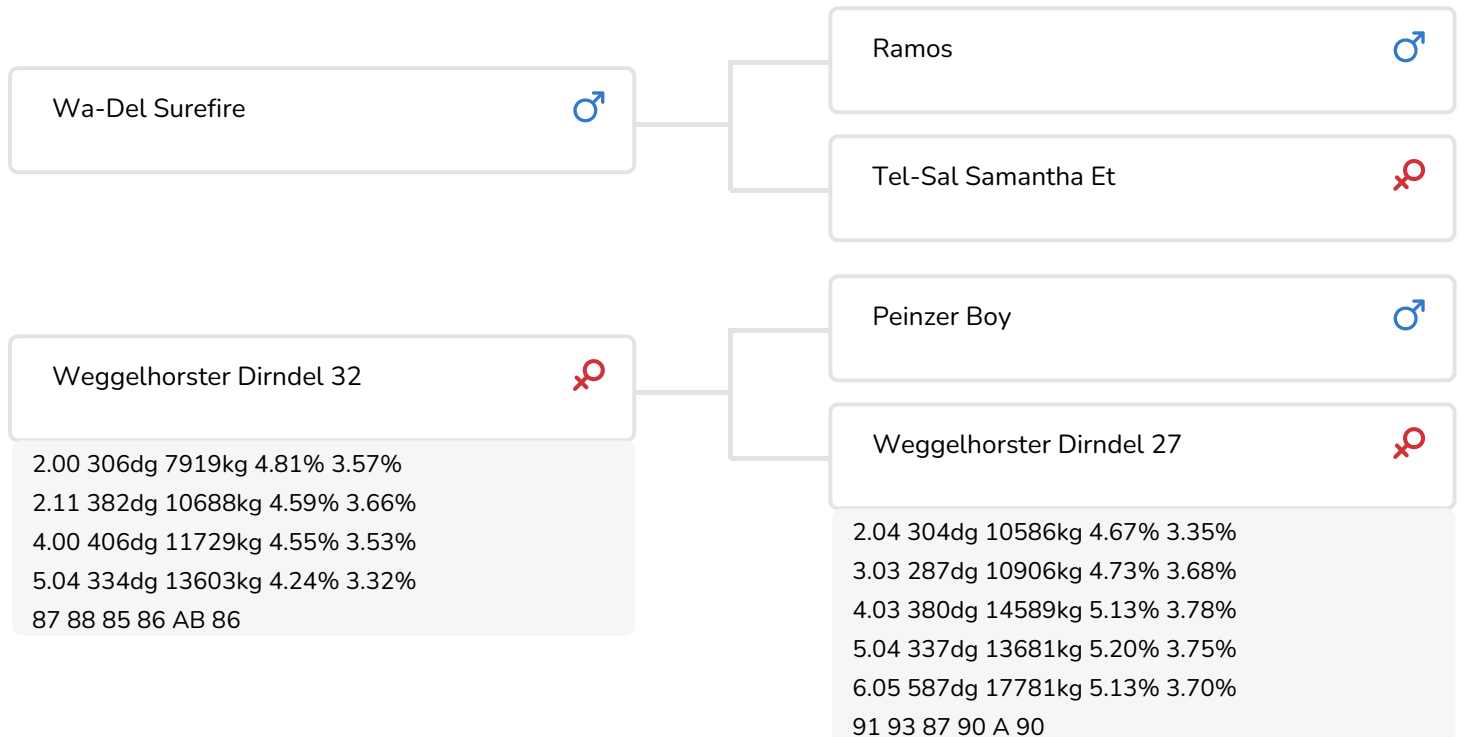 Wa-Del Surefire
Ramos
Tel-Sal Samantha Et
Weggelhorster Dirndel 32
2.00 306dg 7919kg 4.81% 3.57%
2.11 382dg 10688kg 4.59% 3.66%
4.00 406dg 11729kg 4.55% 3.53%
5.04 334dg 13603kg 4.24% 3.32%
87 88 85 86 AB 86
Peinzer Boy
Weggelhorster Dirndel 27
2.04 304dg 10586kg 4.67% 3.35%
3.03 287dg 10906kg 4.73% 3.68%
4.03 380dg 14589kg 5.13% 3.78%
5.04 337dg 13681kg 5.20% 3.75%
6.05 587dg 17781kg 5.13% 3.70%
91 93 87 90 A 90